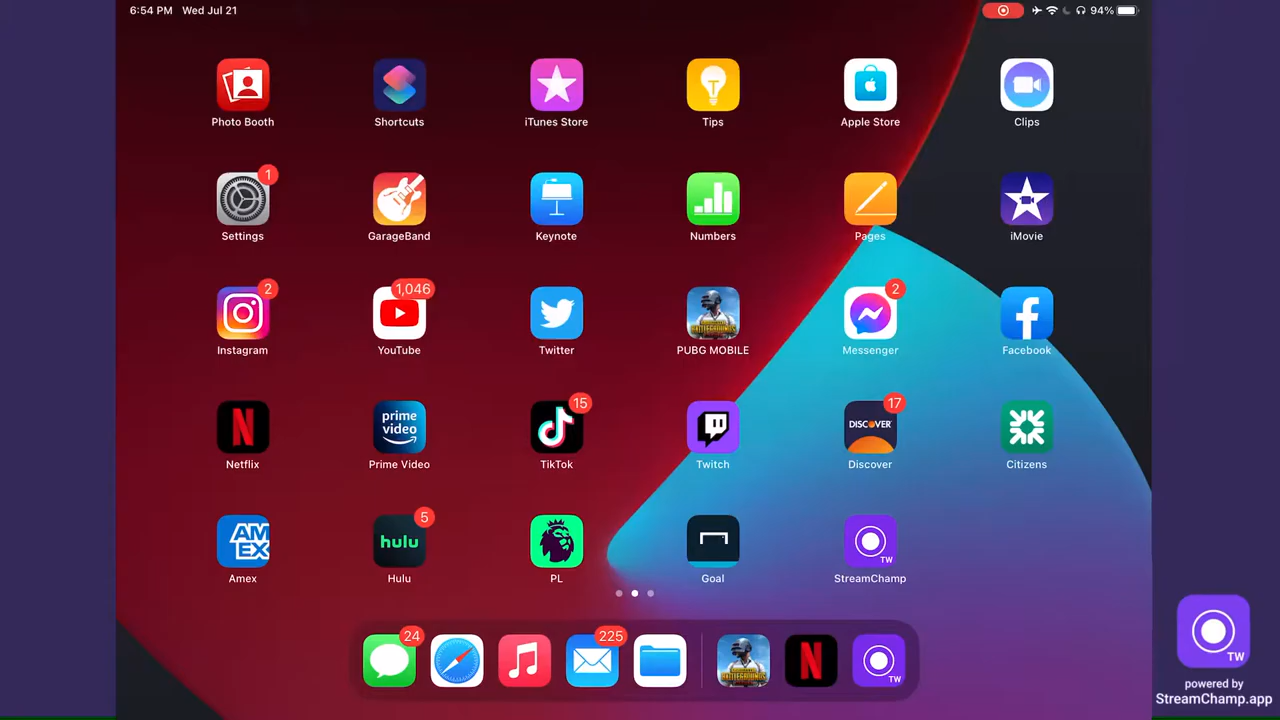 6:54 PM Wed Jul 21
94%
Photo Booth
Shortcuts
iTunes Store
Tips
Apple Store
Clips
1
Settings
GarageBand
Keynote
Numbers
Pages
iMovie
2
Instagram
1,046
YouTube
Twitter
PUBG MOBILE
2
Messenger
Facebook
N
Netflix
prime
video
Prime Video
15
TikTok
Twitch
17
DISCOVER
Discover
Citizens
AM
EX
Amex
5
hulu
Hulu
PL
Goal
TW
StreamChamp
24
225
BATTLEGROUNDS
N
TW
TW
powered by
StreamChamp.app